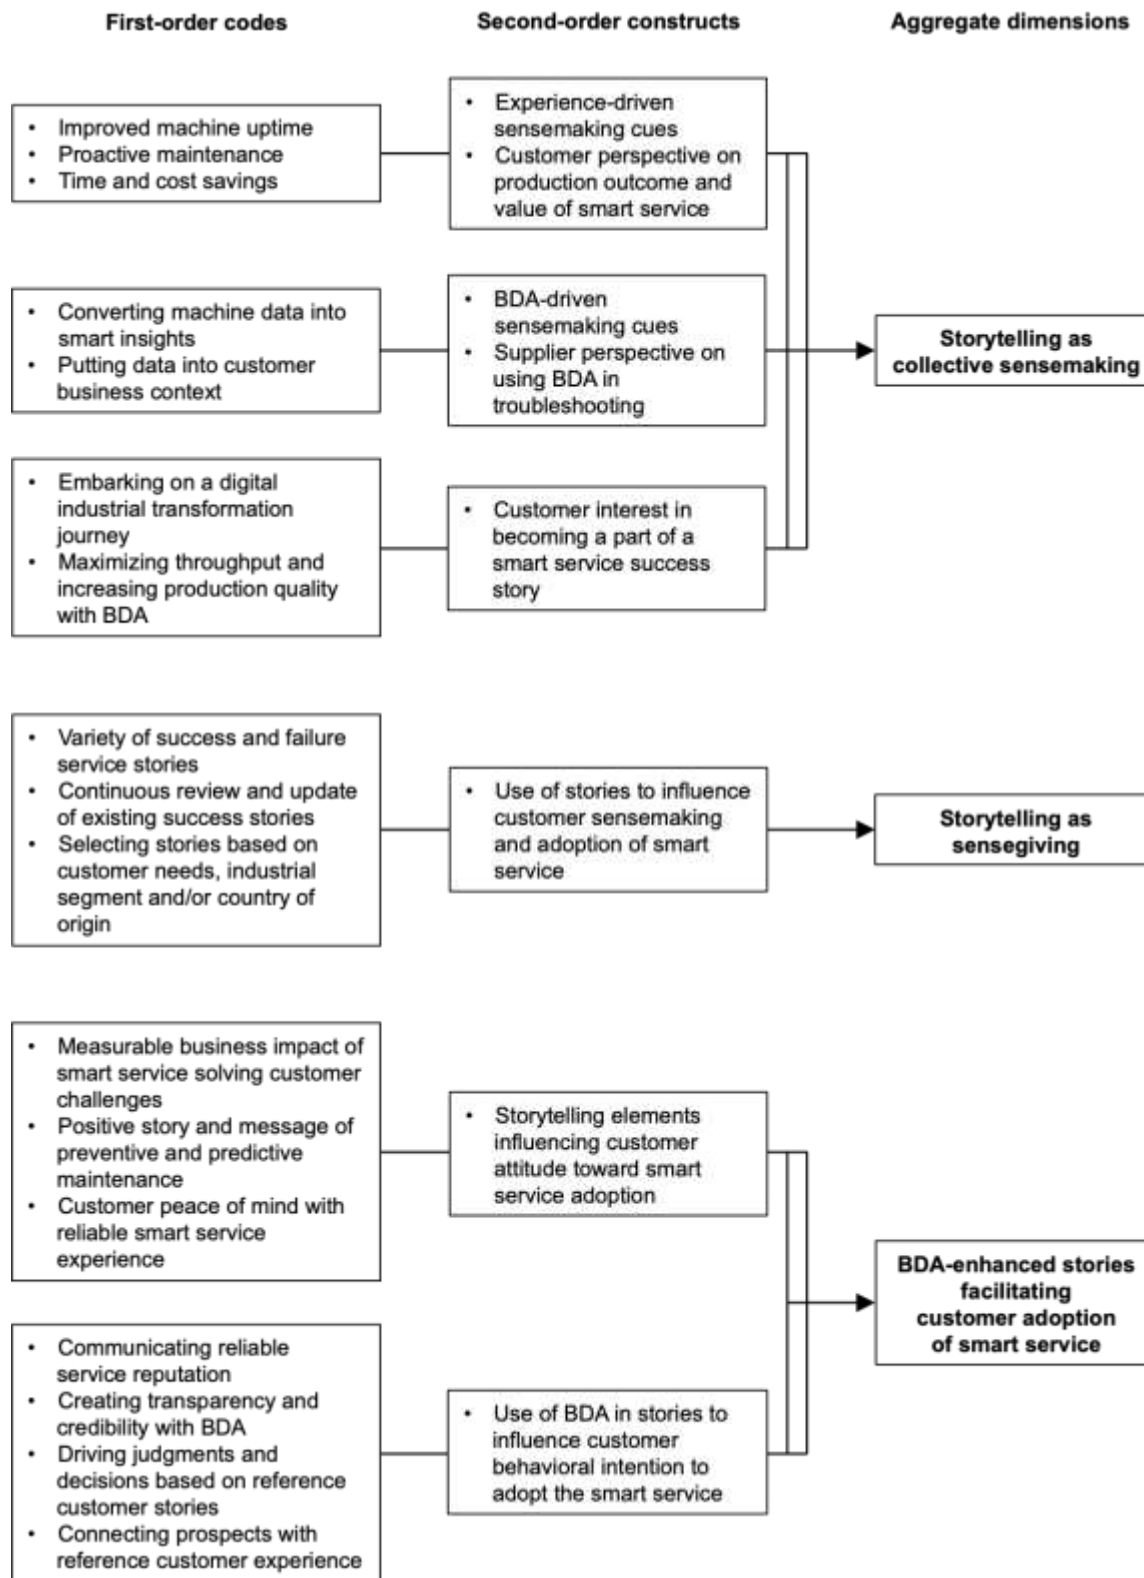 First-order codes
Second-order constructs
Aggregate dimensions
• Improved machine uptime
• Proactive maintenance
• Time and cost savings
• Experience-driven
sensemaking cues
• Customer perspective on
production outcome and
value of smart service
• Converting machine data into
smart insights
• Putting data into customer
business context
• BDA-driven
sensemaking cues
• Supplier perspective on
using BDA in
troubleshooting
Storytelling as
collective sensemaking
• Embarking on a digital
industrial transformation
journey
• Maximizing throughput and
increasing production quality
with BDA
• Customer interest in
becoming a part of a
smart service success
story
• Variety of success and failure
service stories
• Continuous review and update
of existing success stories
• Selecting stories based on
customer needs, industrial
segment and/or country of
origin
• Use of stories to influence
customer sensemaking
and adoption of smart
service
Storytelling as
sensegiving
• Measurable business impact of
smart service solving customer
challenges
• Positive story and message of
preventive and predictive
maintenance
• Customer peace of mind with
reliable smart service
experience
• Storytelling elements
influencing customer
attitude toward smart
service adoption
BDA-enhanced stories
facilitating
customer adoption
of smart service
• Communicating reliable
service reputation
• Creating transparency and
credibility with BDA
• Driving judgments and
decisions based on reference
customer stories
• Connecting prospects with
reference customer experience
• Use of BDA in stories to
influence customer
behavioral intention to
adopt the smart service